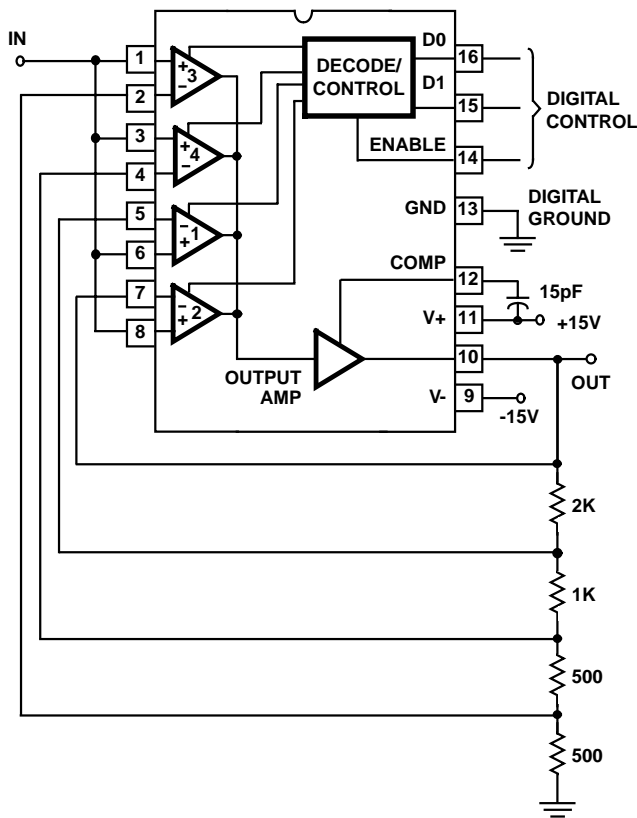 IN
1
2
3
4
5
6
7
8
+
−
3
+
−
4
−
+
1
−
+
2
DECODE/
CONTROL
D0
D1
ENABLE
GND
COMP
V+
V-
OUTPUT
AMP
16
15
14
13
12
11
10
9
DIGITAL
CONTROL
DIGITAL
GROUND
15pF
+15V
OUT
-15V
2K
1K
500
500